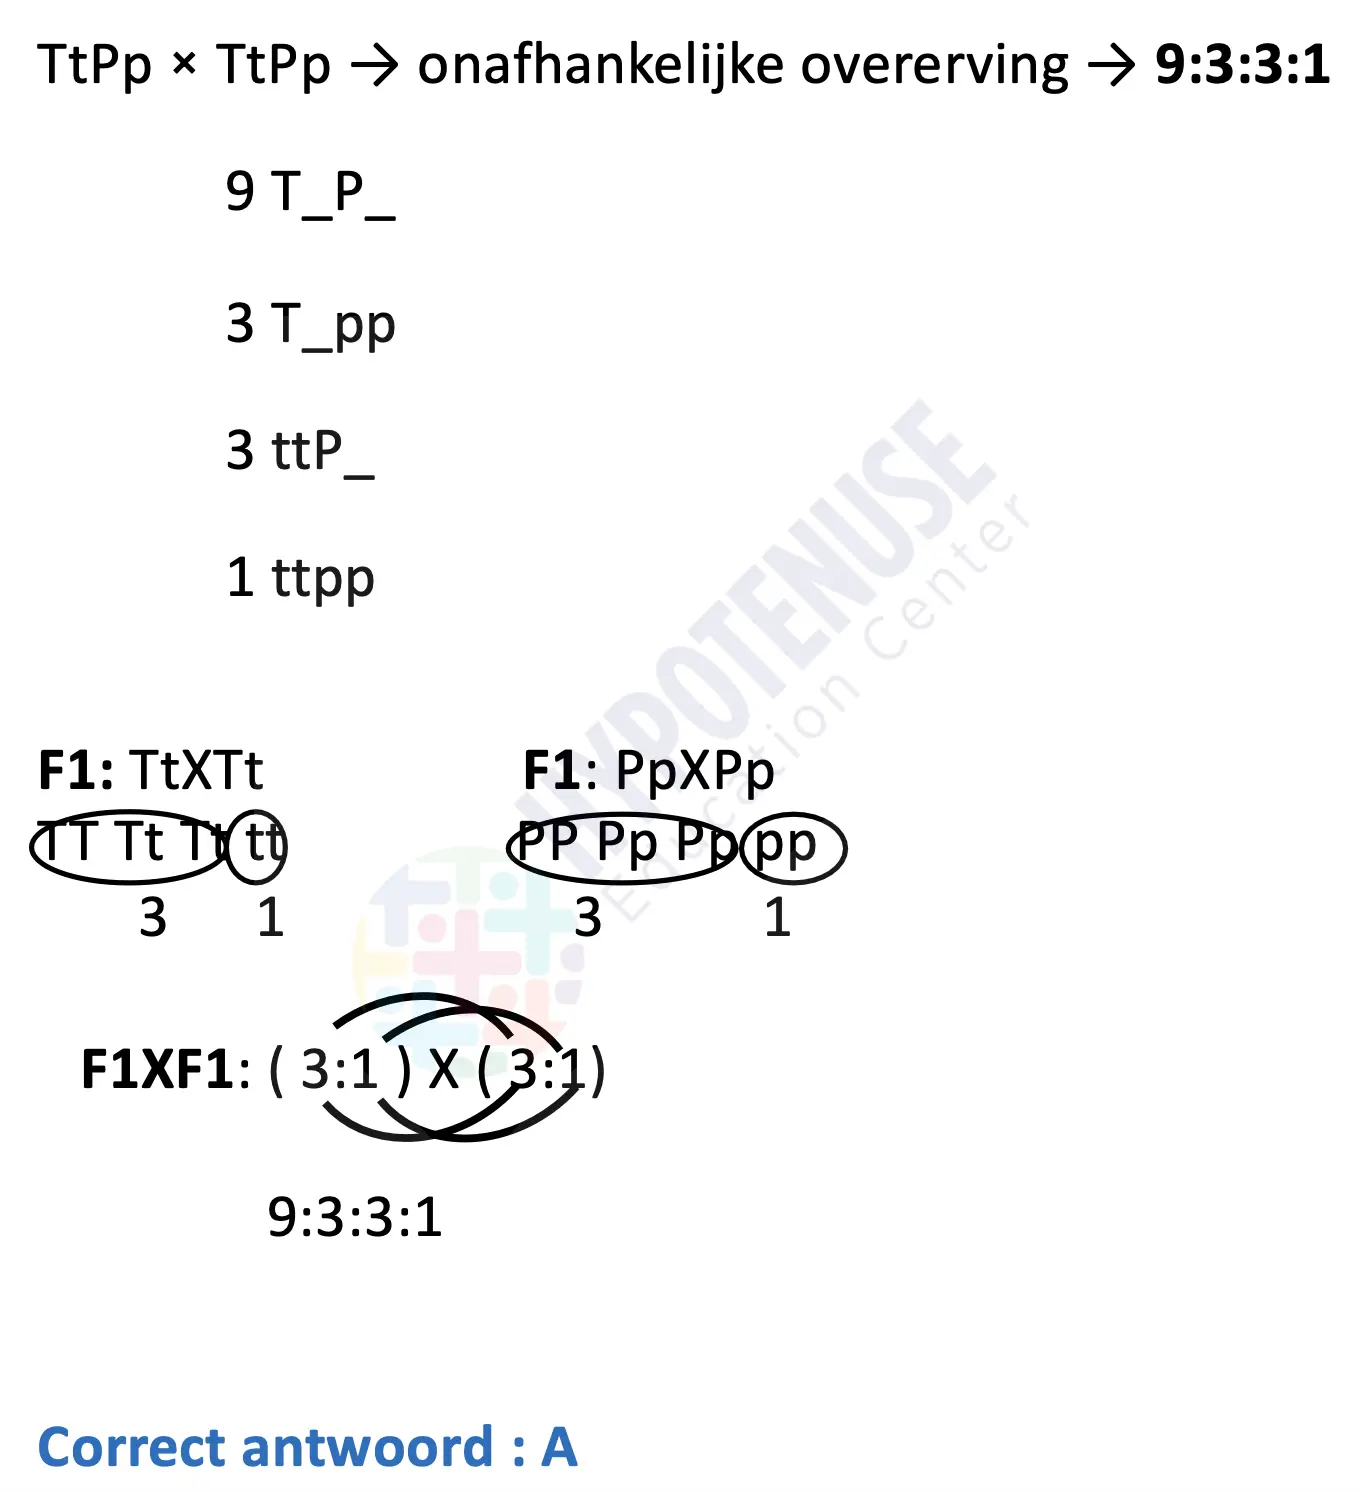 TtPp × TtPp → onafhankelijke overerving → 9:3:3:1
9 T_P_
3 T_pp
3 ttP_
1 ttpp
HYPOTENUSE
Education Center
F1: TtXTt F1: PpXPp
TT Tt Tt tt PP Pp Pp pp
3 1 3 1
F1XF1: ( 3:1 ) X ( 3:1)
9:3:3:1
Correct antwoord : A